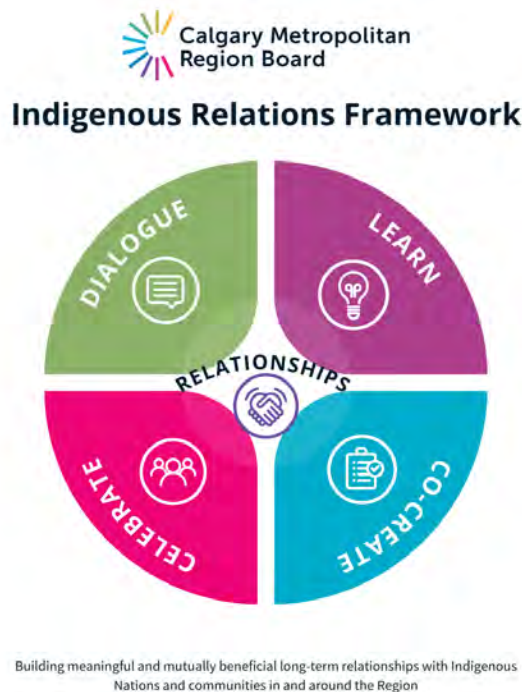 Calgary Metropolitan
Region Board
Indigenous Relations Framework
DIALOGUE
LEARN
RELATIONSHIPS
CELEBRATE
CO-CREATE
Building meaningful and mutually beneficial long-term relationships with Indigenous
Nations and communities in and around the Region